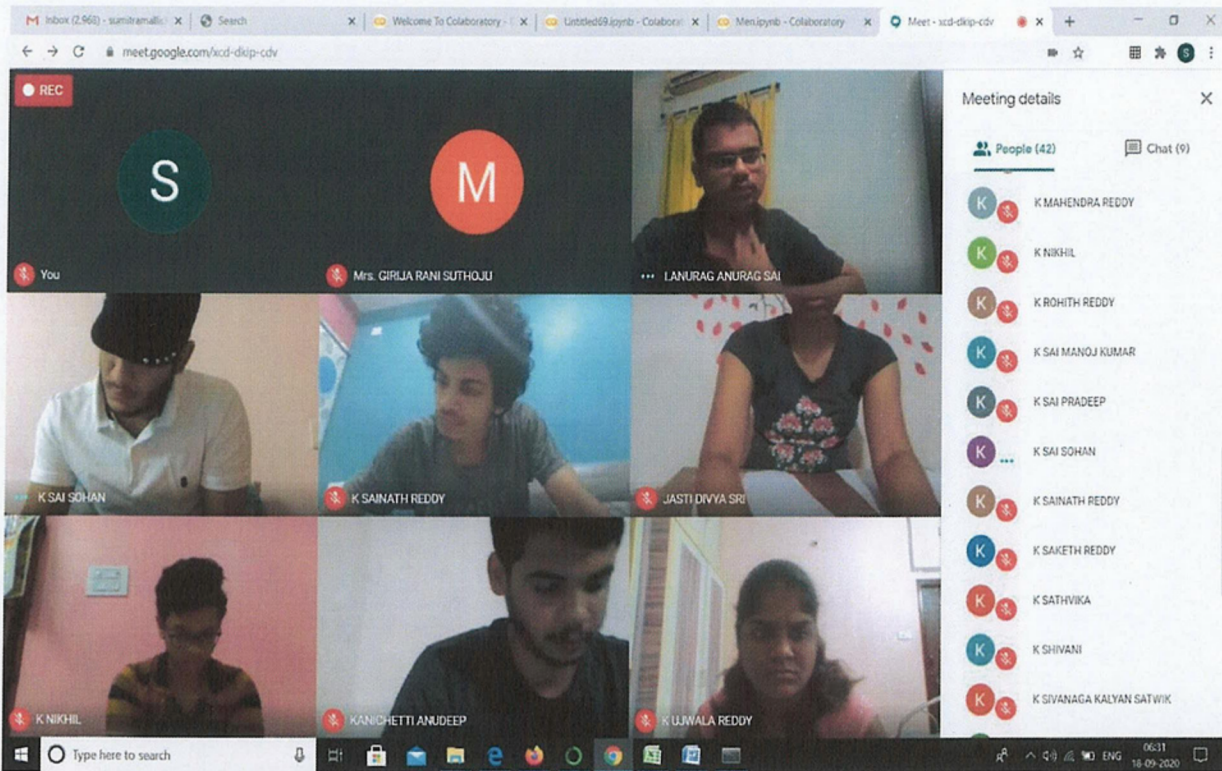 Inbox (2,968) - sumitramallic
Search
Welcome To Colaboratory -
Untitled69.ipynb - Colaborat
Men.ipynb - Colaboratory
Meet - xcd-dkip-cdv
meet.google.com/xcd-dkip-cdv
S
REC
S
You
M
Mrs. GIRIJA RANI SUTHOJU
LANURAG ANURAG SAI
K SAI SOHAN
K SAINATH REDDY
JASTI DIVYA SRI
K NIKHIL
KANICHETTI ANUDEEP
K UJWALA REDDY
Meeting details
People (42)
Chat (9)
K K MAHENDRA REDDY
K K NIKHIL
K K ROHITH REDDY
K K SAI MANOJ KUMAR
K K SAI PRADEEP
K K SAI SOHAN
K K SAINATH REDDY
K K SAKETH REDDY
K K SATHVIKA
K K SHIVANI
K K SIVANAGA KALYAN SATWIK
Type here to search
ENG
06:31
18-09-2020